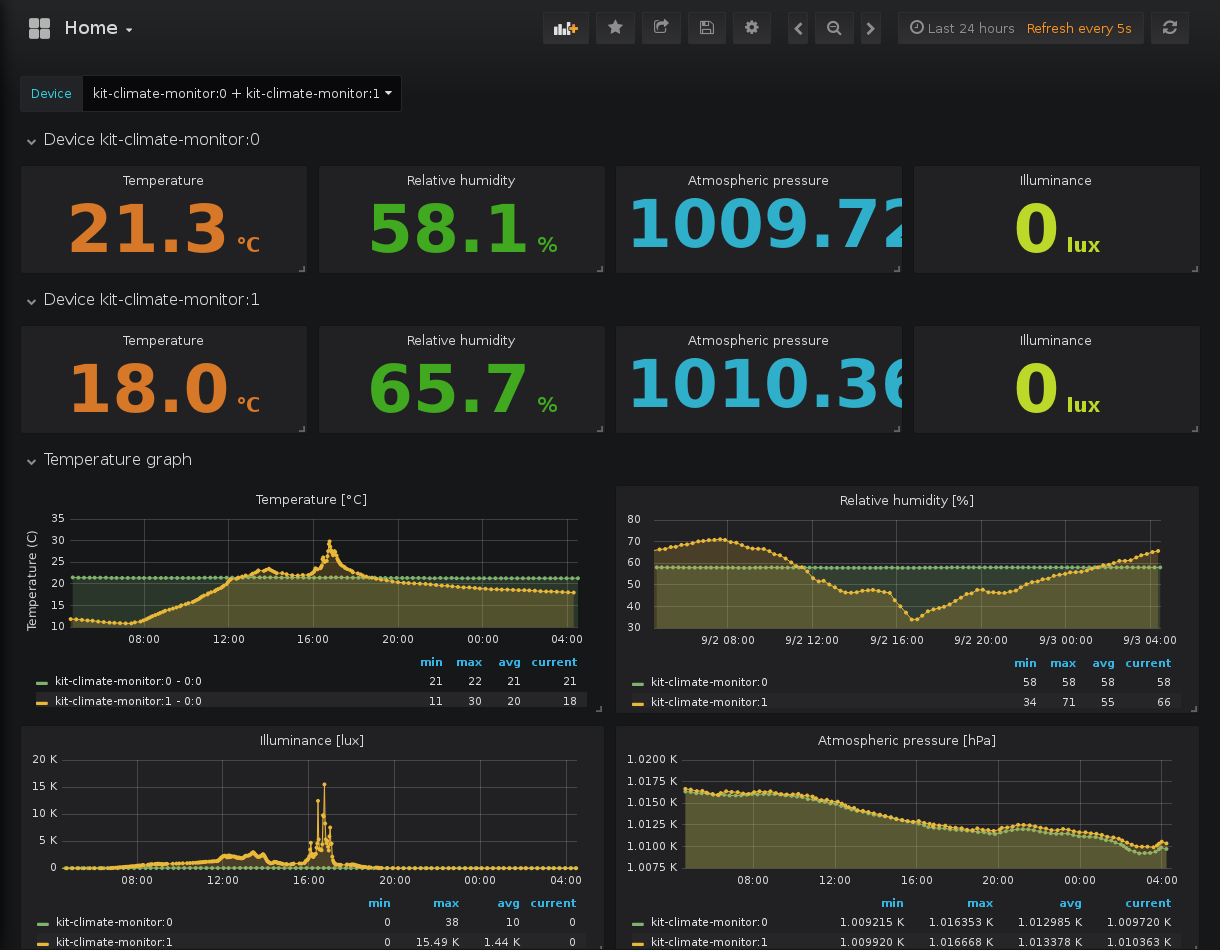 Home
Last 24 hours Refresh every 5s
Device kit-climate-monitor:0 + kit-climate-monitor:1
Device kit-climate-monitor:0
Temperature Relative humidity Atmospheric pressure Illuminance
21.3 °C 58.1 % 1009.72 0 lux
Device kit-climate-monitor:1
Temperature Relative humidity Atmospheric pressure Illuminance
18.0 °C 65.7 % 1010.36 0 lux
Temperature graph
Temperature [°C]
Temperature (C)
35
30
25
20
15
10
08:00 12:00 16:00 20:00 00:00 04:00
min max avg current
kit-climate-monitor:0 - 0:0 21 22 21 21
kit-climate-monitor:1 - 0:0 11 30 20 18
Relative humidity [%]
80
70
60
50
40
30
9/2 08:00 9/2 12:00 9/2 16:00 9/2 20:00 9/3 00:00 9/3 04:00
min max avg current
kit-climate-monitor:0 58 58 58 58
kit-climate-monitor:1 34 71 55 66
Illuminance [lux]
20 K
15 K
10 K
5 K
0
08:00 12:00 16:00 20:00 00:00 04:00
min max avg current
kit-climate-monitor:0 0 38 10 0
kit-climate-monitor:1 0 15.49 K 1.44 K 0
Atmospheric pressure [hPa]
1.0200 K
1.0175 K
1.0150 K
1.0125 K
1.0100 K
1.0075 K
08:00 12:00 16:00 20:00 00:00 04:00
min max avg current
kit-climate-monitor:0 1.009215 K 1.016353 K 1.012985 K 1.009720 K
kit-climate-monitor:1 1.009920 K 1.016668 K 1.013378 K 1.010363 K